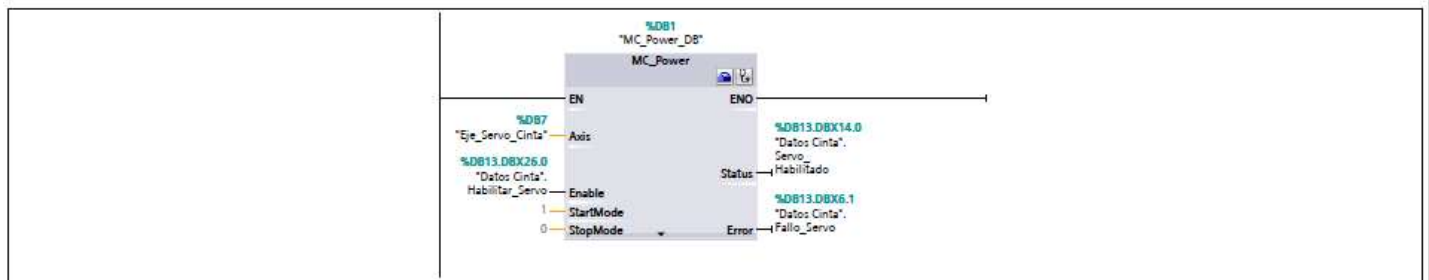 %DB1
"MC_Power_DB"
MC_Power
EN ENO
%DB7
"Eje_Servo_Cinta" Axis
%DB13.DBX14.0
"Datos Cinta".
Servo_
Habilitado
Status
%DB13.DBX26.0
"Datos Cinta".
Habilitar_Servo Enable
1 StartMode
0 StopMode
%DB13.DBX6.1
"Datos Cinta".
Error Fallo_Servo